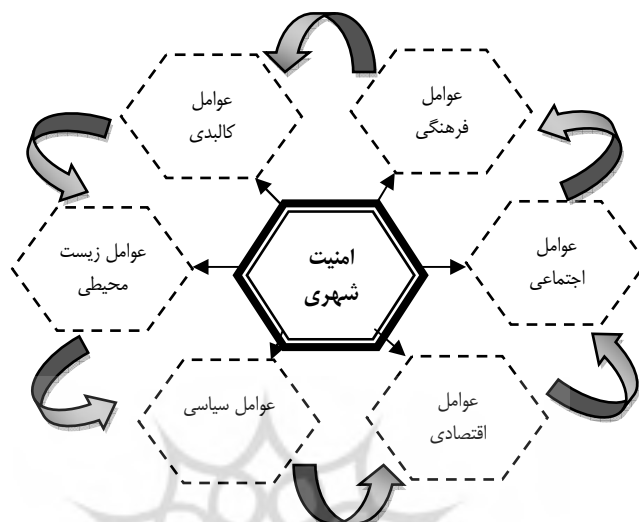 عوامل
فرهنگی
عوامل
کالبدی
عوامل
اجتماعی
امنیت
شهری
عوامل زیست
محیطی
عوامل
اقتصادی
عوامل سیاسی